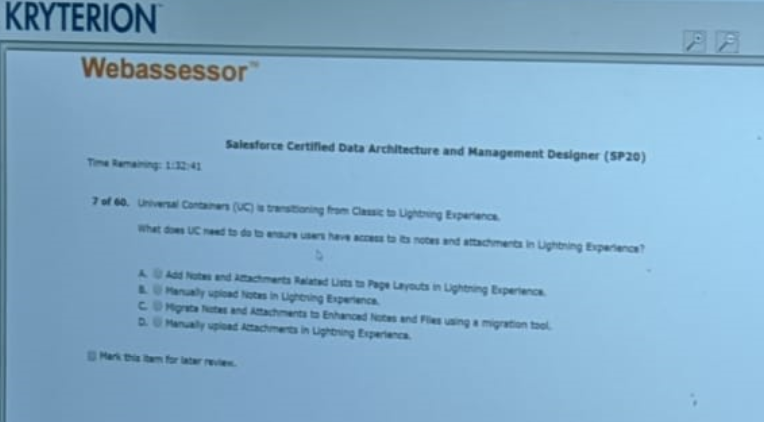 KRYTERION
Webassessor™
Salesforce Certified Data Architecture and Management Designer (SP20)
Time Remaining: 1:32:41
7 of 60. Universal Containers (UC) is transitioning from Classic to Lightning Experience.
What does UC need to do to ensure users have access to its notes and attachments in Lightning Experience?
A. Add Notes and Attachments Related Lists to Page Layouts in Lightning Experience.
B. Manually upload Notes in Lightning Experience.
C. Migrate Notes and Attachments to Enhanced Notes and Files using a migration tool.
D. Manually upload Attachments in Lightning Experience.
Mark this item for later review.